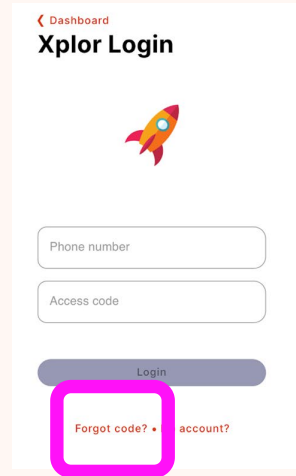 ❮ Dashboard
Xplor Login
Phone number
Access code
Login
Forgot code? • account?